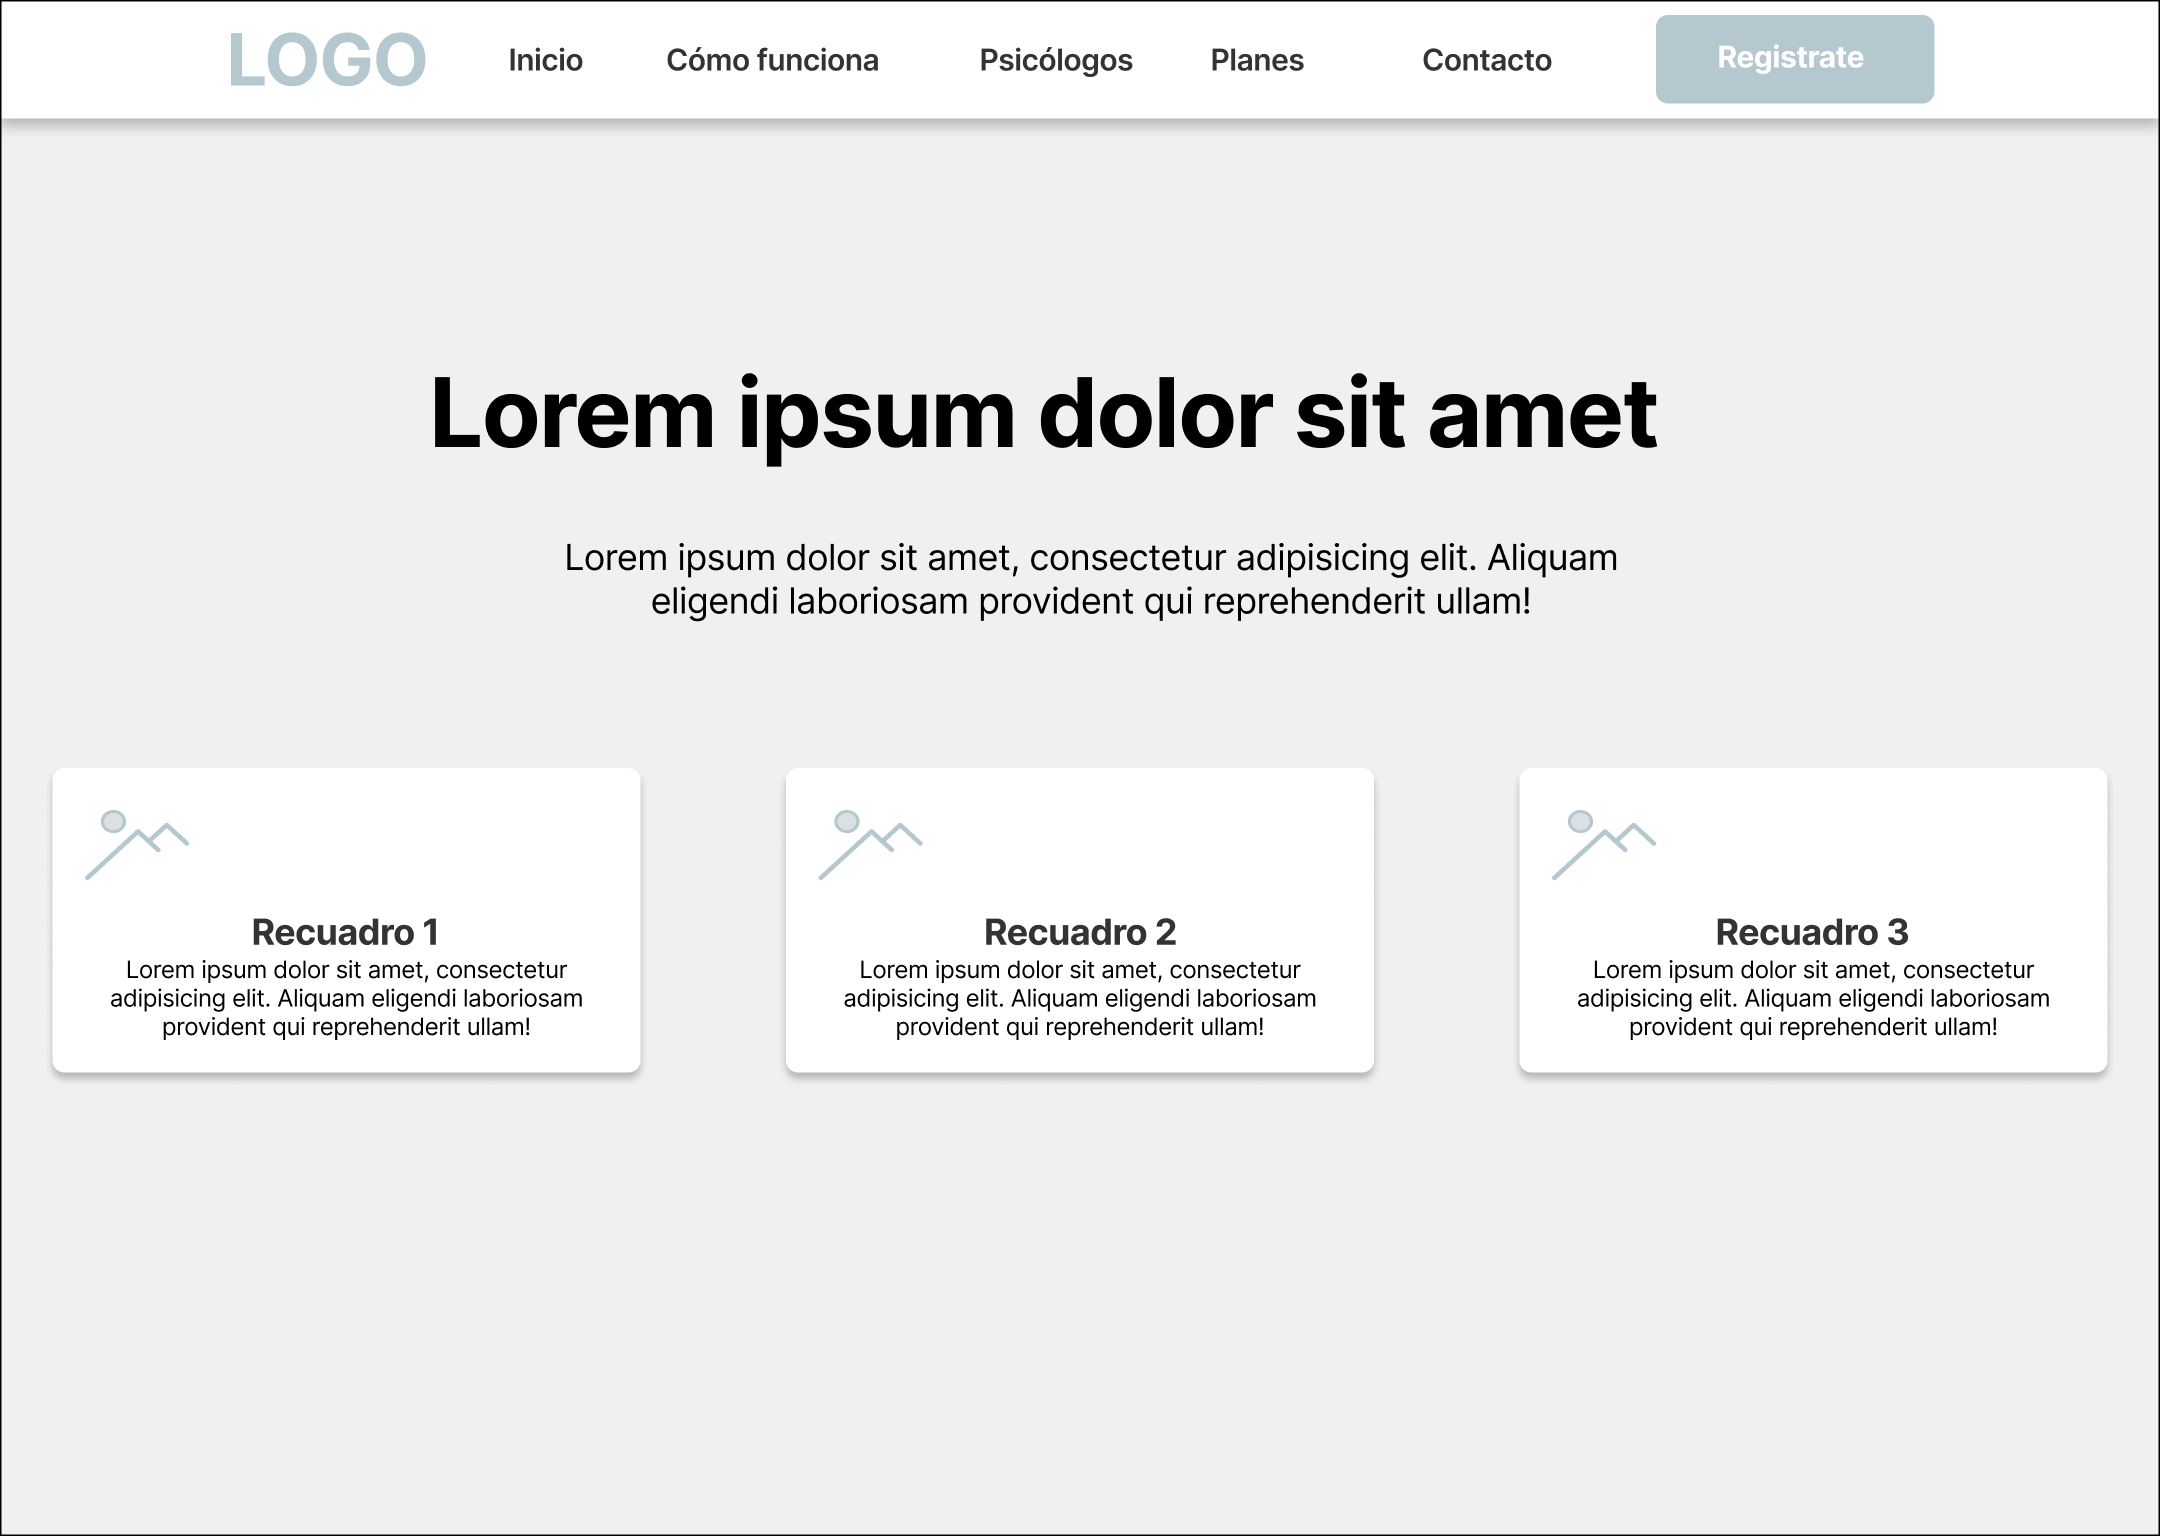 LOGO Inicio Cómo funciona Psicólogos Planes Contacto Registrate
Lorem ipsum dolor sit amet
Lorem ipsum dolor sit amet, consectetur adipisicing elit. Aliquam
eligendi laboriosam provident qui reprehenderit ullam!
Recuadro 1
Lorem ipsum dolor sit amet, consectetur
adipisicing elit. Aliquam eligendi laboriosam
provident qui reprehenderit ullam!
Recuadro 2
Lorem ipsum dolor sit amet, consectetur
adipisicing elit. Aliquam eligendi laboriosam
provident qui reprehenderit ullam!
Recuadro 3
Lorem ipsum dolor sit amet, consectetur
adipisicing elit. Aliquam eligendi laboriosam
provident qui reprehenderit ullam!